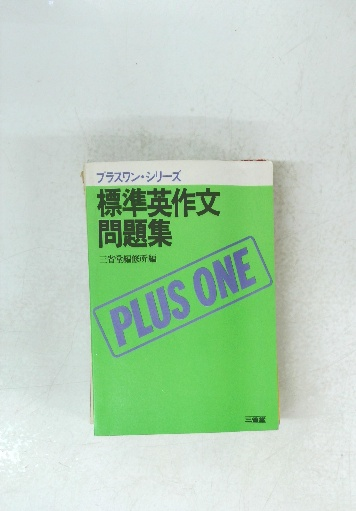 プラスワン・シリーズ
標準英作文
問題集
三省堂編修所編
PLUS ONE
三省堂